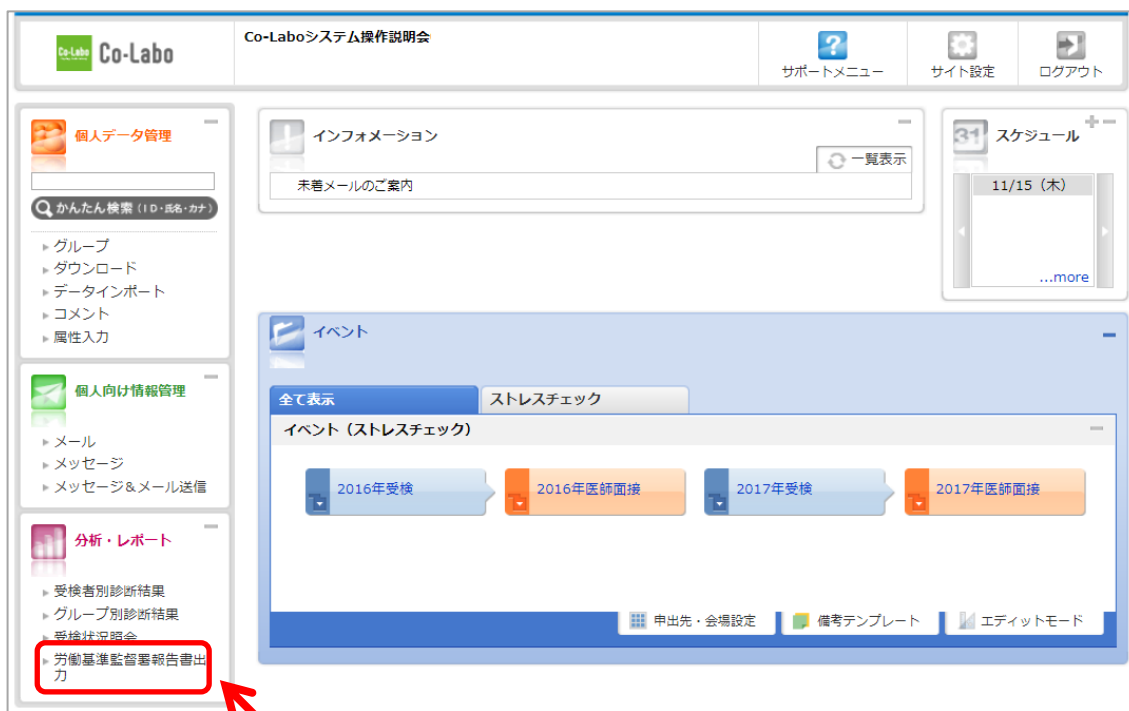 Co-Labo Co-Labo
Co-Laboシステム操作説明会
サポートメニュー
サイト設定
ログアウト
個人データ管理
かんたん検索 (ID・氏名・カナ)
グループ
ダウンロード
データインポート
コメント
属性入力
個人向け情報管理
メール
メッセージ
メッセージ&メール送信
分析・レポート
受検者別診断結果
グループ別診断結果
受検状況照会
労働基準監督署報告書出
力
インフォメーション
一覧表示
未着メールのご案内
31 スケジュール
11/15（木）
...more
イベント
全て表示
ストレスチェック
イベント（ストレスチェック）
2016年受検
2016年医師面接
2017年受検
2017年医師面接
申出先・会場設定
備考テンプレート
エディットモード